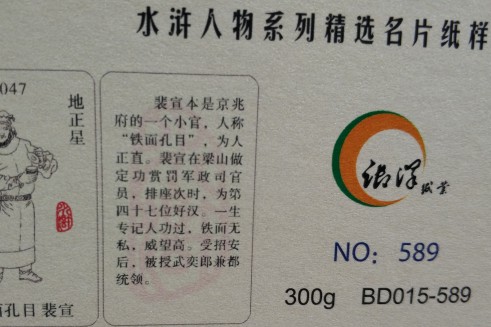 水浒人物系列精选名片纸样
047
地正星
面孔目 裴宣
裴宣本是京兆
府的一个小官，人称
“铁面孔目”，为人
正直。裴宣在梁山做
定功赏罚军政司官
员，排座次时，为第
四十七位好汉。一生
专记人功过，铁面无
私，威望高。受招安
后，被授武奕郎兼都
统领。
纸业
NO: 589
300g BD015-589